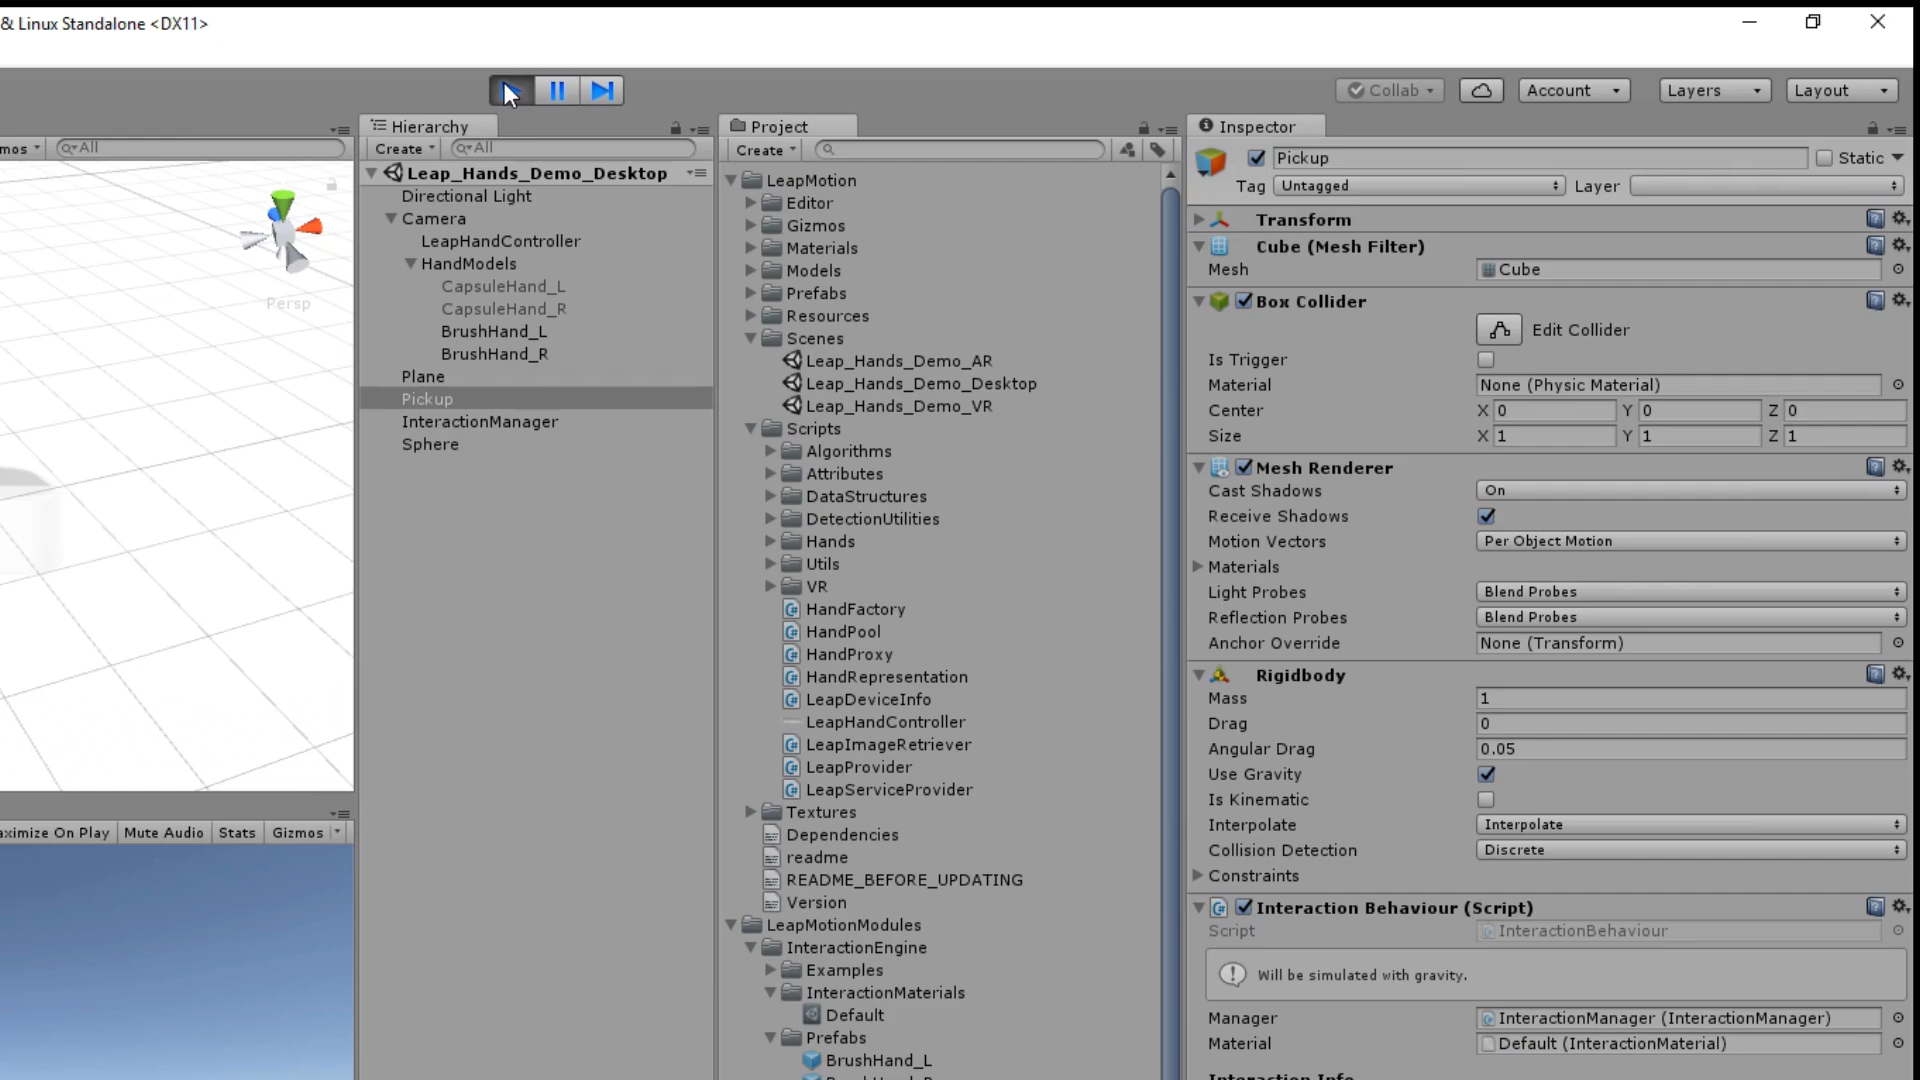 & Linux Standalone <DX11>
Collab
Account
Layers
Layout
mos
All
Persp
aximize On Play
Mute Audio
Stats
Gizmos
Hierarchy
Create
All
Leap_Hands_Demo_Desktop
Directional Light
Camera
LeapHandController
HandModels
CapsuleHand_L
CapsuleHand_R
BrushHand_L
BrushHand_R
Plane
Pickup
InteractionManager
Sphere
Project
Create
LeapMotion
Editor
Gizmos
Materials
Models
Prefabs
Resources
Scenes
Leap_Hands_Demo_AR
Leap_Hands_Demo_Desktop
Leap_Hands_Demo_VR
Scripts
Algorithms
Attributes
DataStructures
DetectionUtilities
Hands
Utils
VR
HandFactory
HandPool
HandProxy
HandRepresentation
LeapDeviceInfo
LeapHandController
LeapImageRetriever
LeapProvider
LeapServiceProvider
Textures
Dependencies
readme
README_BEFORE_UPDATING
Version
LeapMotionModules
InteractionEngine
Examples
InteractionMaterials
Default
Prefabs
BrushHand_L
Inspector
Pickup Static
Tag Untagged Layer
Transform
Cube (Mesh Filter)
Mesh Cube
Box Collider
Edit Collider
Is Trigger
Material None (Physic Material)
Center X 0 Y 0 Z 0
Size X 1 Y 1 Z 1
Mesh Renderer
Cast Shadows On
Receive Shadows
Motion Vectors Per Object Motion
Materials
Light Probes Blend Probes
Reflection Probes Blend Probes
Anchor Override None (Transform)
Rigidbody
Mass 1
Drag 0
Angular Drag 0.05
Use Gravity
Is Kinematic
Interpolate Interpolate
Collision Detection Discrete
Constraints
Interaction Behaviour (Script)
Script InteractionBehaviour
Will be simulated with gravity.
Manager InteractionManager (InteractionManager)
Material Default (InteractionMaterial)
Interaction Info